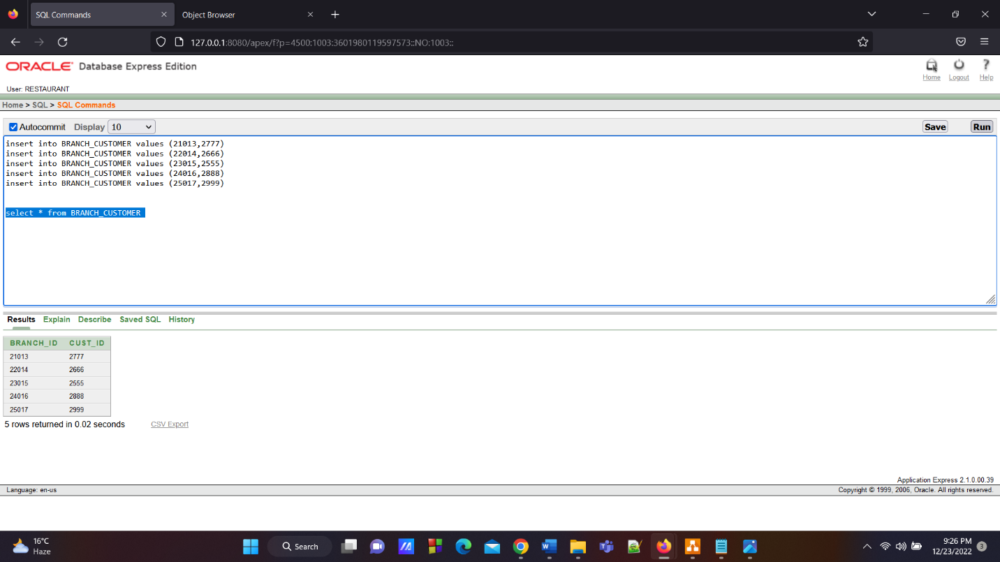 SQL Commands
Object Browser
127.0.0.1:8080/apex/f?p=4500:1003:3601980119597573::NO:1003::
ORACLE Database Express Edition
Home Logout Help
User: RESTAURANT
Home > SQL > SQL Commands
Autocommit Display 10 Save Run
insert into BRANCH_CUSTOMER values (21013,2777)
insert into BRANCH_CUSTOMER values (22014,2666)
insert into BRANCH_CUSTOMER values (23015,2555)
insert into BRANCH_CUSTOMER values (24016,2888)
insert into BRANCH_CUSTOMER values (25017,2999)
select * from BRANCH_CUSTOMER
Results Explain Describe Saved SQL History
BRANCH_ID CUST_ID
21013 2777
22014 2666
23015 2555
24016 2888
25017 2999
5 rows returned in 0.02 seconds CSV Export
Application Express 2.1.0.00.39
Language: en-us Copyright © 1999, 2006, Oracle. All rights reserved.
16°C
Haze
Search
9:26 PM
12/23/2022
3